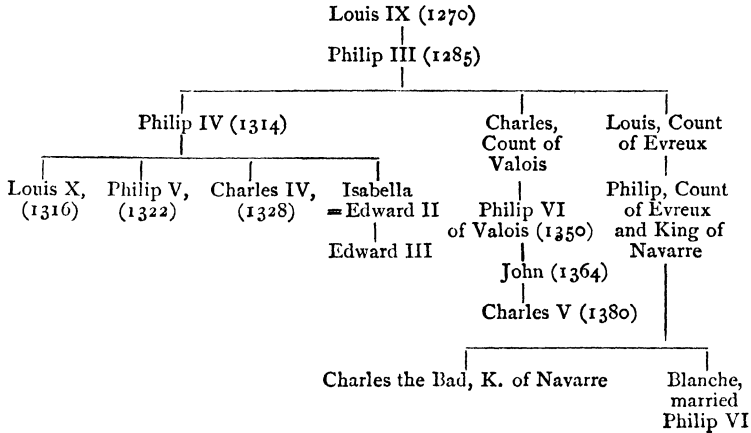 Louis IX (1270)
Philip III (1285)
Philip IV (1314)
Charles,
Count of
Valois
Louis, Count
of Evreux
Louis X,
(1316)
Philip V,
(1322)
Charles IV,
(1328)
Isabella
=Edward II
Edward III
Philip VI
of Valois (1350)
John (1364)
Charles V (1380)
Philip, Count
of Evreux
and King of
Navarre
Charles the Bad, K. of Navarre
Blanche,
married
Philip VI